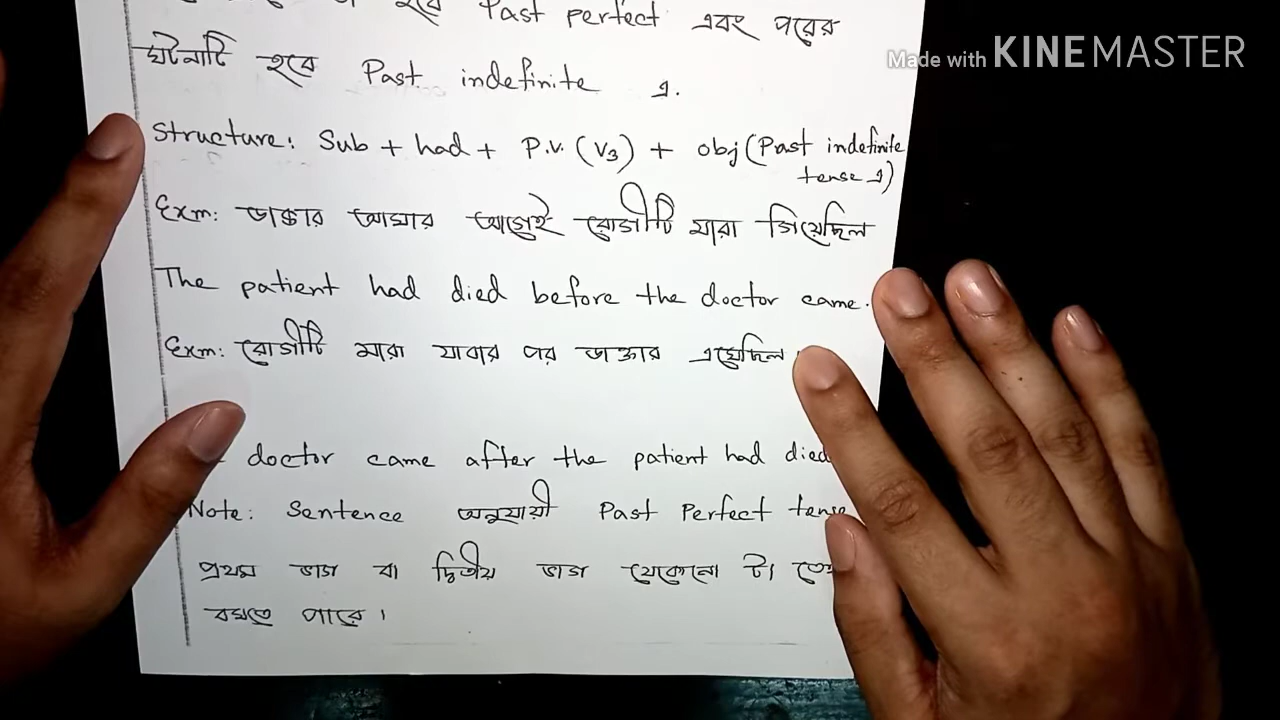 হবে Past perfect এবং পরের
Made with KINEMASTER
ঘটনাটি হবে Past indefinite এ.
Structure: Sub + had + P.V. (V3) + obj (Past indefinite
tense এ)
Exm: ডাক্তার আসার আগেই রোগীটি মারা গিয়েছিল
The patient had died before the doctor came.
Exm: রোগীটি মারা যাবার পর ডাক্তার এসেছিল
doctor came after the patient had died
Note: Sentence অনুযায়ী Past Perfect tense
প্রথম ভাগ বা দ্বিতীয় ভাগ যেকোনো টা
বসতে পারে।